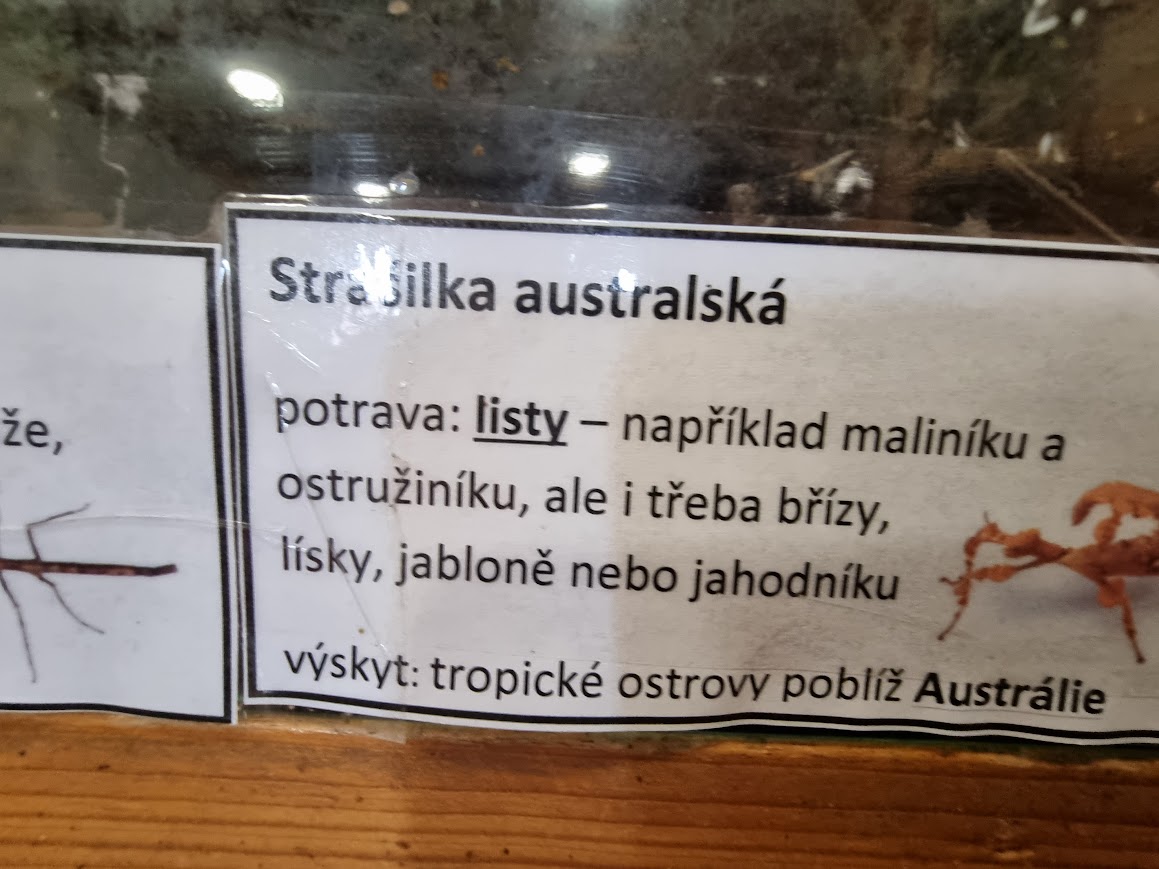 že,
Strašilka australská
potrava: listy – například maliníku a
ostružiníku, ale i třeba břízy,
lísky, jabloně nebo jahodníku
výskyt: tropické ostrovy poblíž Austrálie